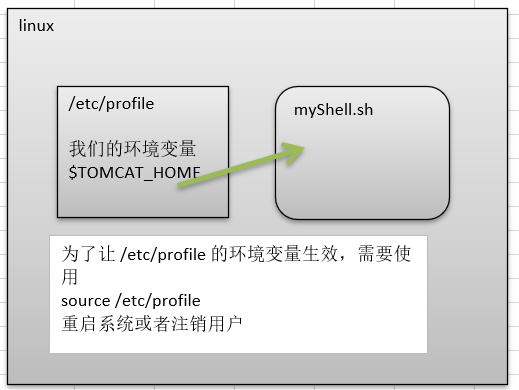 linux
/etc/profile
我们的环境变量
$TOMCAT_HOME
myShell.sh
为了让 /etc/profile 的环境变量生效，需要使
用
source /etc/profile
重启系统或者注销用户